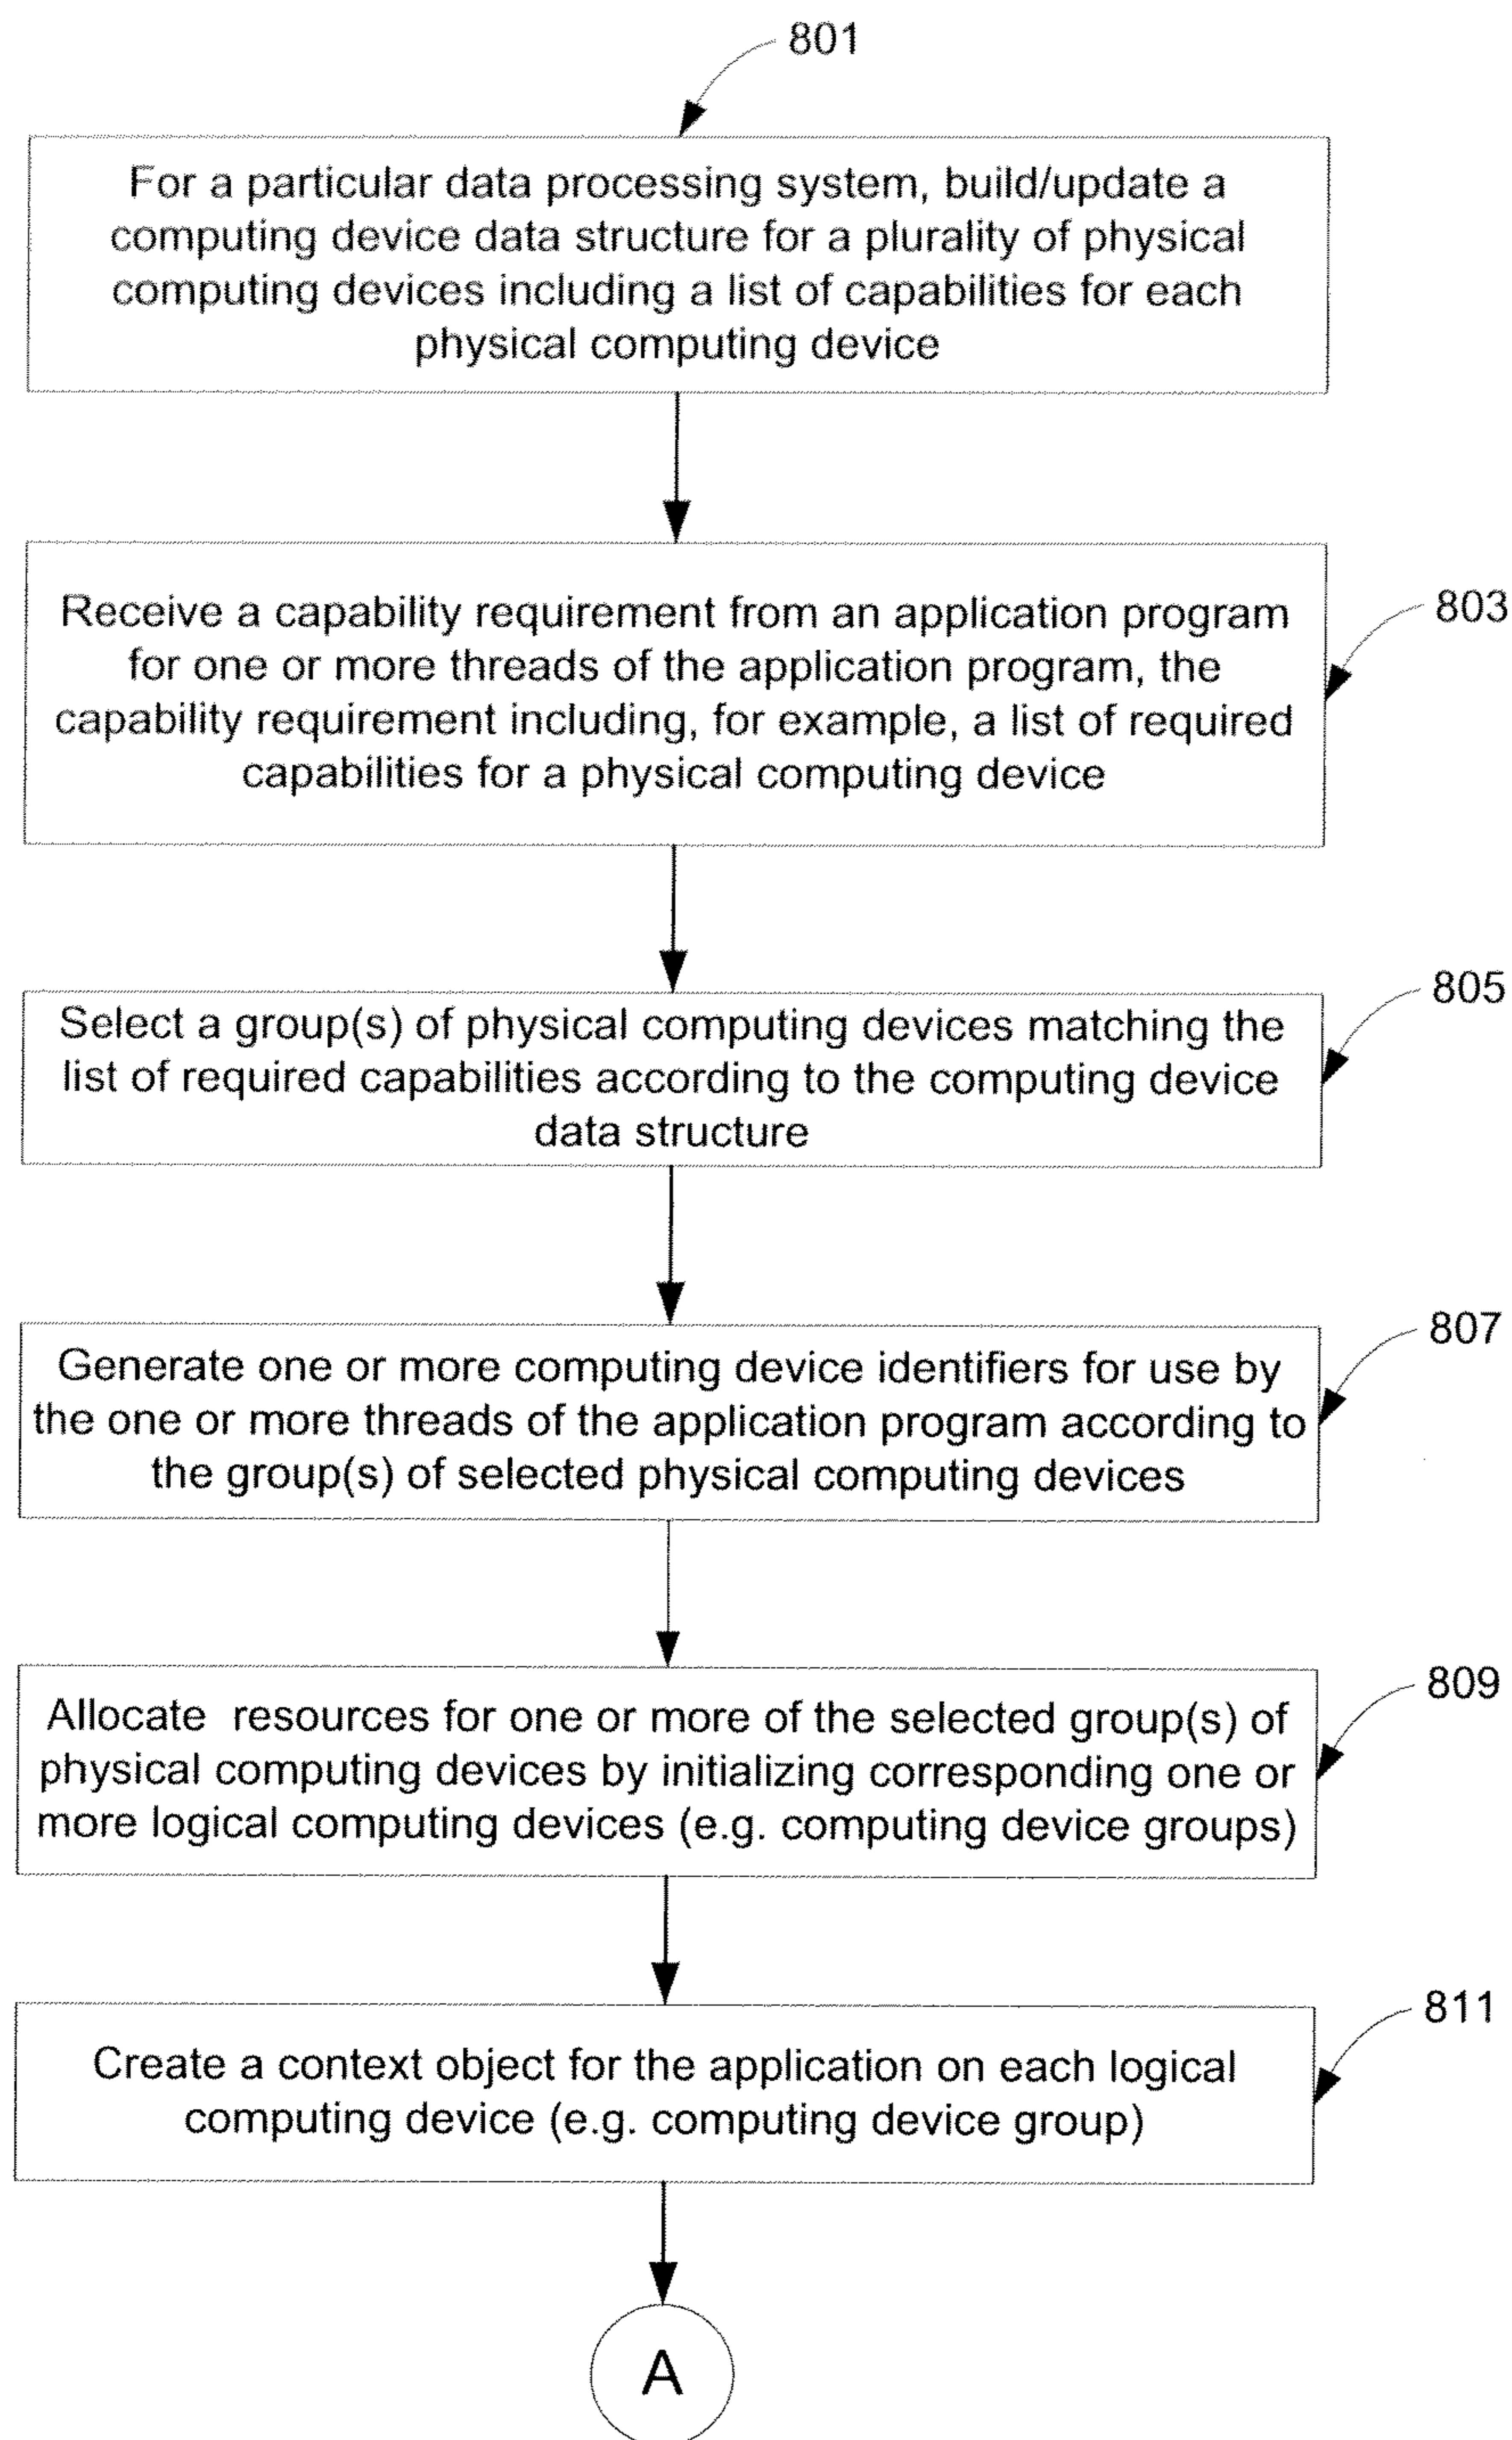 801
For a particular data processing system, build/update a
computing device data structure for a plurality of physical
computing devices including a list of capabilities for each
physical computing device
Receive a capability requirement from an application program
for one or more threads of the application program, the
capability requirement including, for example, a list of required
capabilities for a physical computing device
803
Select a group(s) of physical computing devices matching the
list of required capabilities according to the computing device
data structure
805
Generate one or more computing device identifiers for use by
the one or more threads of the application program according to
the group(s) of selected physical computing devices
807
Allocate resources for one or more of the selected group(s) of
physical computing devices by initializing corresponding one or
more logical computing devices (e.g. computing device groups)
809
Create a context object for the application on each logical
computing device (e.g. computing device group)
811
A